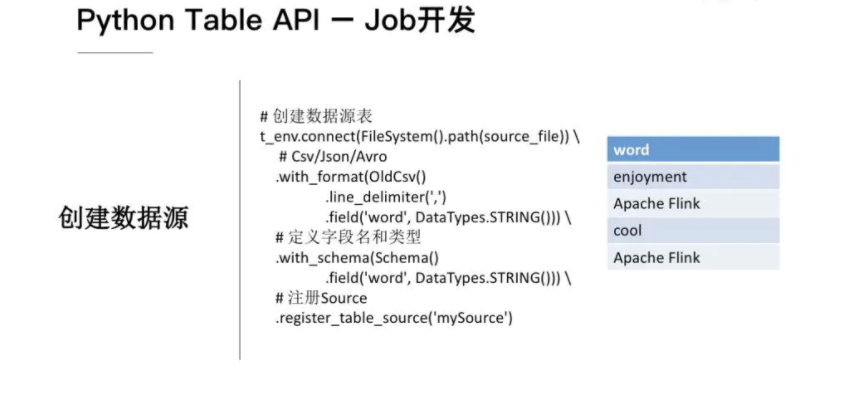 Python Table API — Job开发
创建数据源
# 创建数据源表
t_env.connect(FileSystem().path(source_file)) \
# Csv/Json/Avro
.with_format(OldCsv()
.line_delimiter(',')
.field('word', DataTypes.STRING())) \
# 定义字段名和类型
.with_schema(Schema()
.field('word', DataTypes.STRING())) \
# 注册Source
.register_table_source('mySource')
word
enjoyment
Apache Flink
cool
Apache Flink